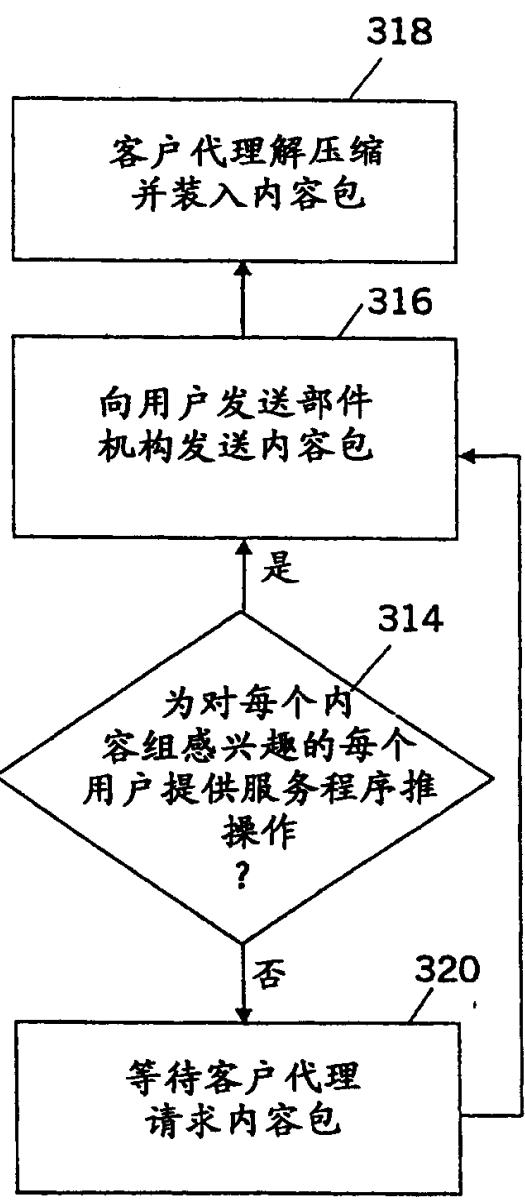 318
客户代理解压缩
并装入内容包
316
向用户发送部件
机构发送内容包
是
314
为对每个内
容组感兴趣的每个
用户提供服务程序推
操作
?
否
320
等待客户代理
请求内容包